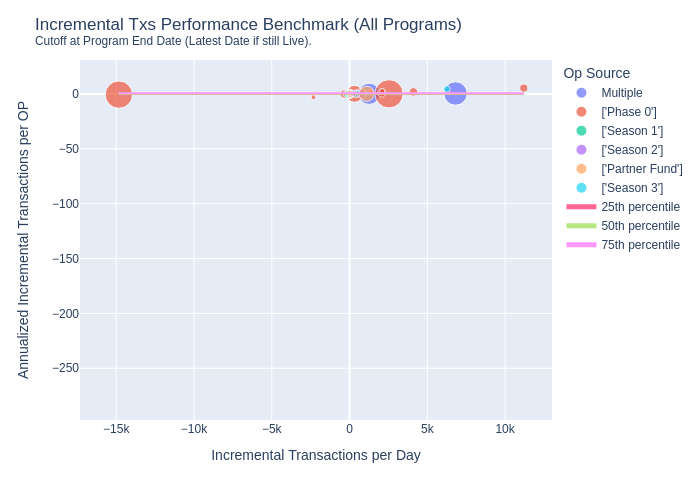 Incremental Txs Performance Benchmark (All Programs)
Cutoff at Program End Date (Latest Date if still Live).
Op Source
Multiple
['Phase 0']
['Season 1']
['Season 2']
['Partner Fund']
['Season 3']
25th percentile
50th percentile
75th percentile
Annualized Incremental Transactions per OP
0
−50
−100
−150
−200
−250
−15k
−10k
−5k
0
5k
10k
Incremental Transactions per Day